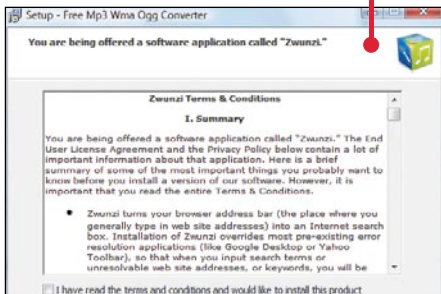 Setup - Free Mp3 Wma Ogg Converter
You are being offered a software application called "Zwunzi."
Zwunzi Terms & Conditions
I. Summary
You are being offered a software application called "Zwunzi." The End
User License Agreement and the Privacy Policy below contain a lot of
important information about that application. Here is a brief
summary of some of the most important things you probably want to
know before you install a version of our software. However, it is
important that you read the entire Terms & Conditions.
• Zwunzi turns your browser address bar (the place where you
generally type in web site addresses) into an Internet search
box. Installation of Zwunzi overrides most pre-existing error
resolution applications (like Google Desktop or Yahoo
Toolbar), so that when you input search terms or
unresolvable web site addresses, or keywords, you will be
I have read the terms and conditions and would like to install this product